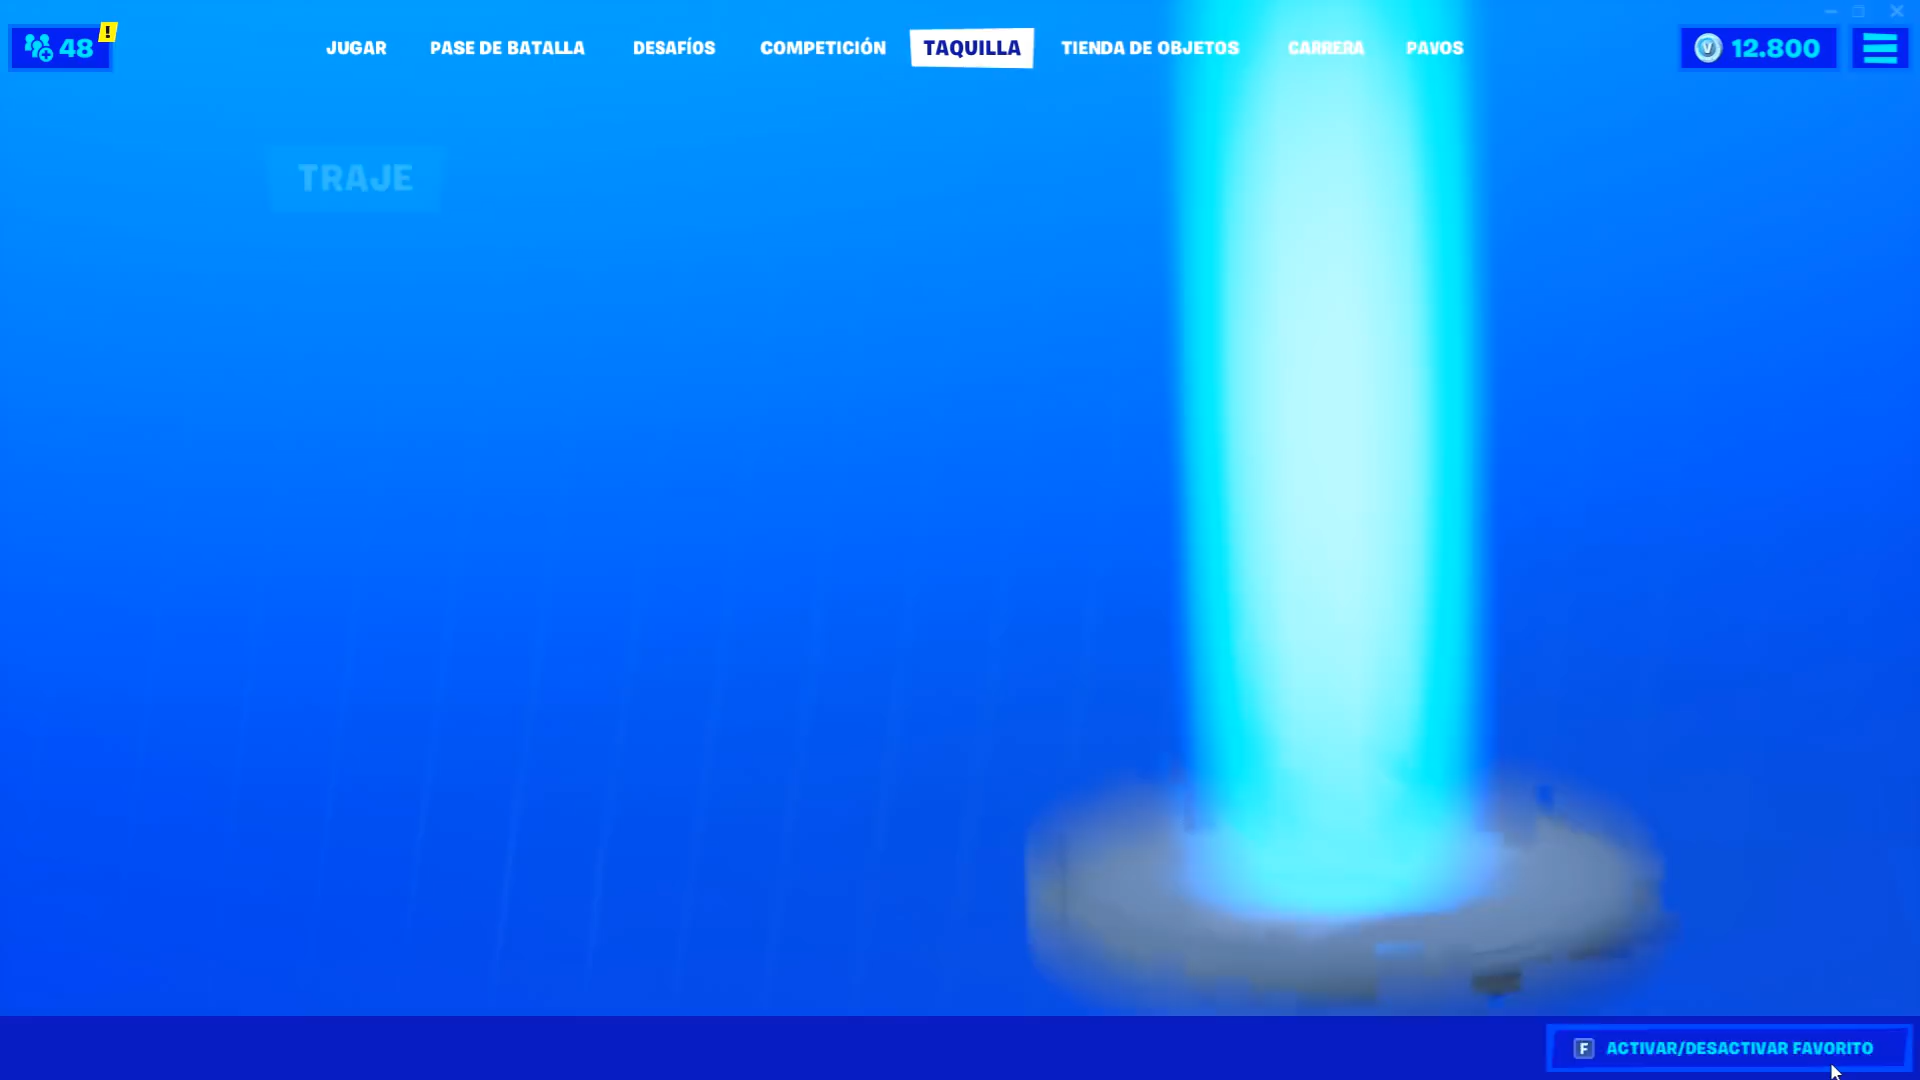 48 !
JUGAR PASE DE BATALLA DESAFÍOS COMPETICIÓN TAQUILLA TIENDA DE OBJETOS CARRERA PAVOS
V 12.800
TRAJE
F ACTIVAR/DESACTIVAR FAVORITO